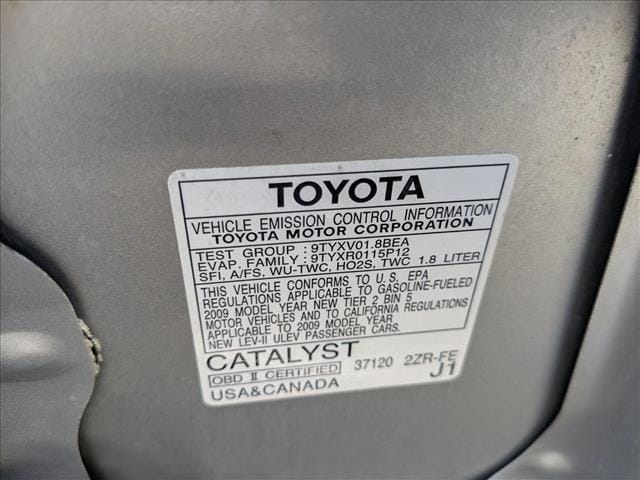 TOYOTA
VEHICLE EMISSION CONTROL INFORMATION
TOYOTA MOTOR CORPORATION
TEST GROUP : 9TYXV01.8BEA
EVAP. FAMILY : 9TYXR0115P12
SFI, A/FS, WU-TWC, HO2S, TWC 1.8 LITER
THIS VEHICLE CONFORMS TO U.S. EPA
REGULATIONS APPLICABLE TO GASOLINE-FUELED
2009 MODEL YEAR NEW TIER 2 BIN 5
MOTOR VEHICLES AND TO CALIFORNIA REGULATIONS
APPLICABLE TO 2009 MODEL YEAR
NEW LEV-II ULEV PASSENGER CARS.
CATALYST
OBD II CERTIFIED 37120 2ZR-FE
USA&CANADA J1